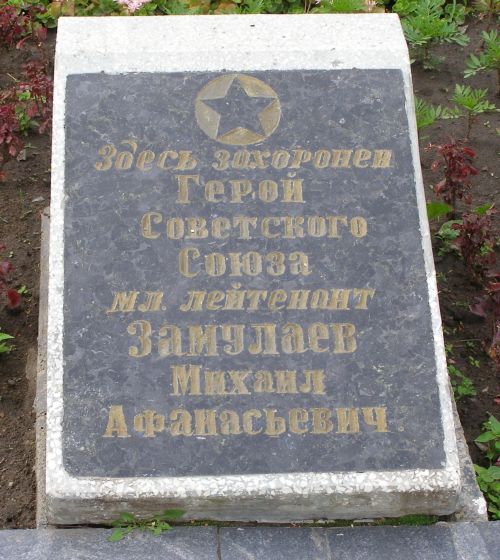 Здесь захоронен
Герой
Советского
Союза
мл. лейтенант
Замулаев
Михаил
Афанасьевич